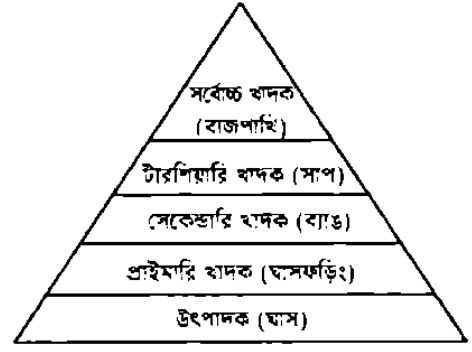 সর্বোচ্চ খাদক
(বাজপাখি)
টারশিয়ারি খাদক (সাপ)
সেকেন্ডারি খাদক (ব্যাঙ)
প্রাইমারি খাদক (ঘাসফড়িং)
উৎপাদক (ঘাস)